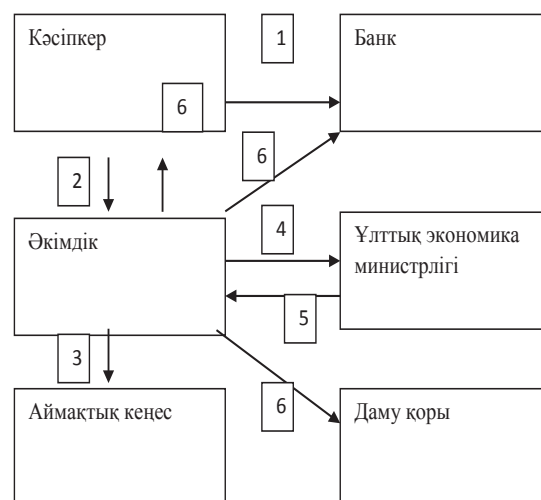 Кәсіпкер
1
Банк
6
6
2
Әкімдік
4
Ұлттық экономика
министрлігі
5
3
Аймақтық кеңес
6
Даму қоры